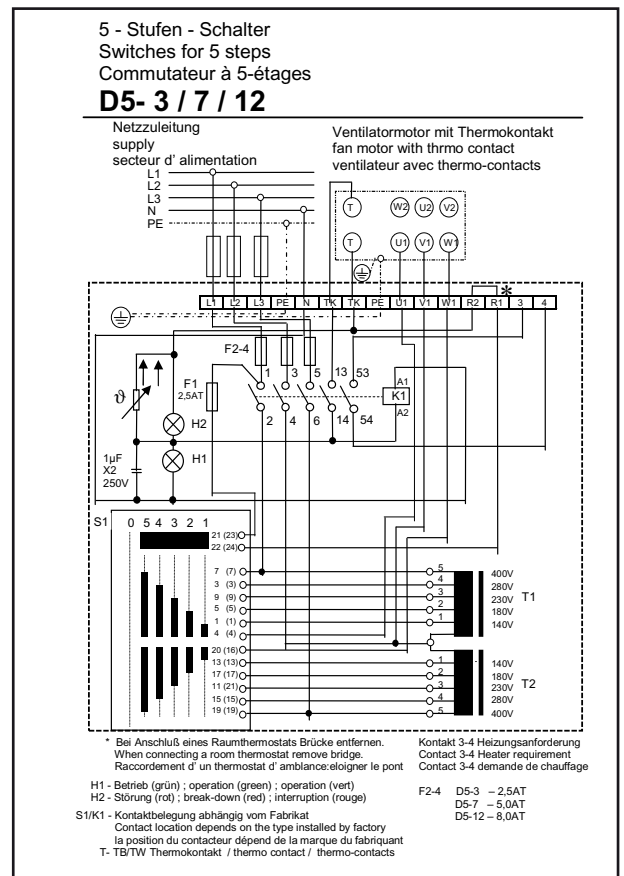 5 - Stufen - Schalter
Switches for 5 steps
Commutateur à 5-étages
D5- 3 / 7 / 12
Netzzuleitung
supply
secteur d' alimentation
Ventilatormotor mit Thermokontakt
fan motor with thrmo contact
ventilateur avec thermo-contacts
L1
L2
L3
N
PE
T W2 U2 V2
T U1 V1 W1
L1 L2 L3 PE N TK TK PE U1 V1 W1 R2 R1 3 4
*
F2-4
1 3 5 13 53
F1
2,5AT
A1
K1
A2
ϑ
2 4 6 14 54
H2
H1
1µF
X2
250V
S1 0 5 4 3 2 1
21 (23)
22 (24)
7 (7)
3 (3)
9 (9)
5 (5)
1 (1)
4 (4)
20 (16)
13 (13)
17 (17)
11 (21)
15 (15)
19 (19)
5 400V
4 280V
3 230V T1
2 180V
1 140V
1 140V
2 180V
3 230V T2
4 280V
5 400V
* Bei Anschluß eines Raumthermostats Brücke entfernen.
When connecting a room thermostat remove bridge.
Raccordement d' un thermostat d' amblance:eloigner le pont
Kontakt 3-4 Heizungsanforderung
Contact 3-4 Heater requirement
Contact 3-4 demande de chauffage
H1 - Betrieb (grün) ; operation (green) ; operation (vert)
H2 - Störung (rot) ; break-down (red) ; interruption (rouge)
F2-4 D5-3 – 2,5AT
D5-7 – 5,0AT
D5-12 – 8,0AT
S1/K1 - Kontaktbelegung abhängig vom Fabrikat
Contact location depends on the type installed by factory
la position du contacteur dépend de la marque du fabriquant
T- TB/TW Thermokontakt / thermo contact / thermo-contacts